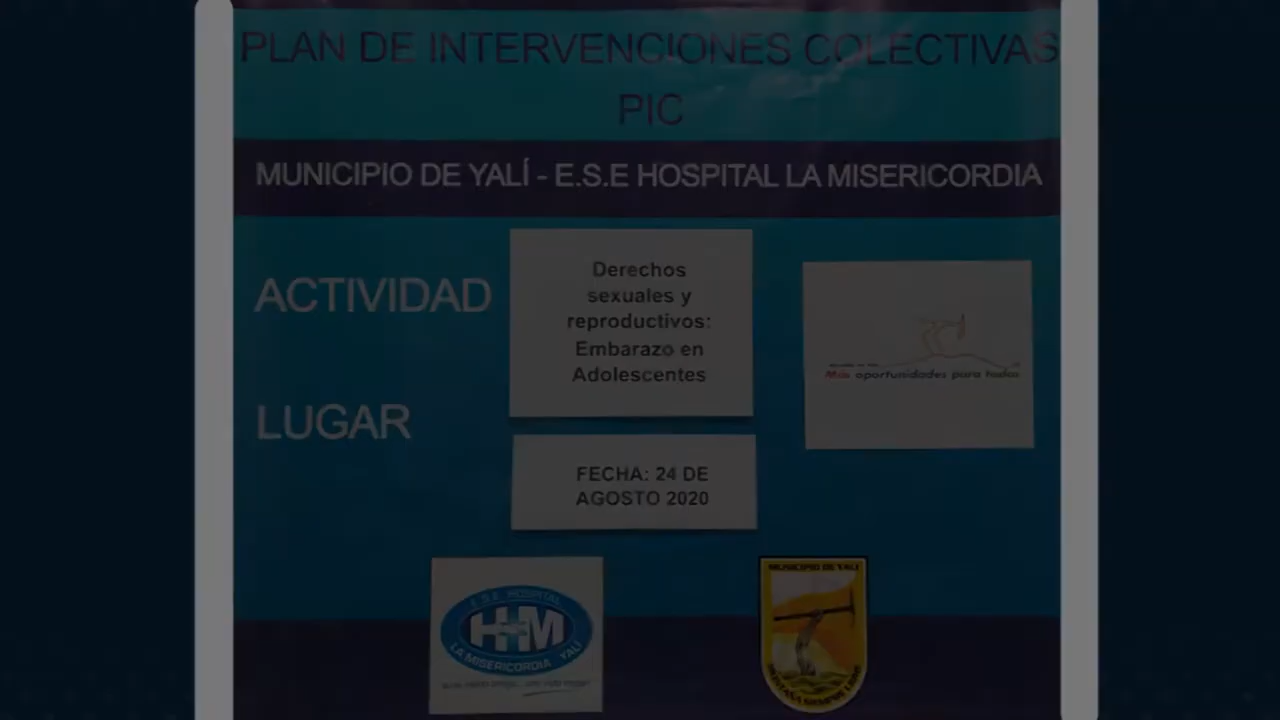 PLAN DE INTERVENCIONES COLECTIVAS
PIC
MUNICIPIO DE YALÍ - E.S.E HOSPITAL LA MISERICORDIA
ACTIVIDAD
Derechos
sexuales y
reproductivos:
Embarazo en
Adolescentes
Más oportunidades para todos
LUGAR
FECHA: 24 DE
AGOSTO 2020
E.S.E HOSPITAL
HM
LA MISERICORDIA YALÍ
MUNICIPIO DE YALÍ